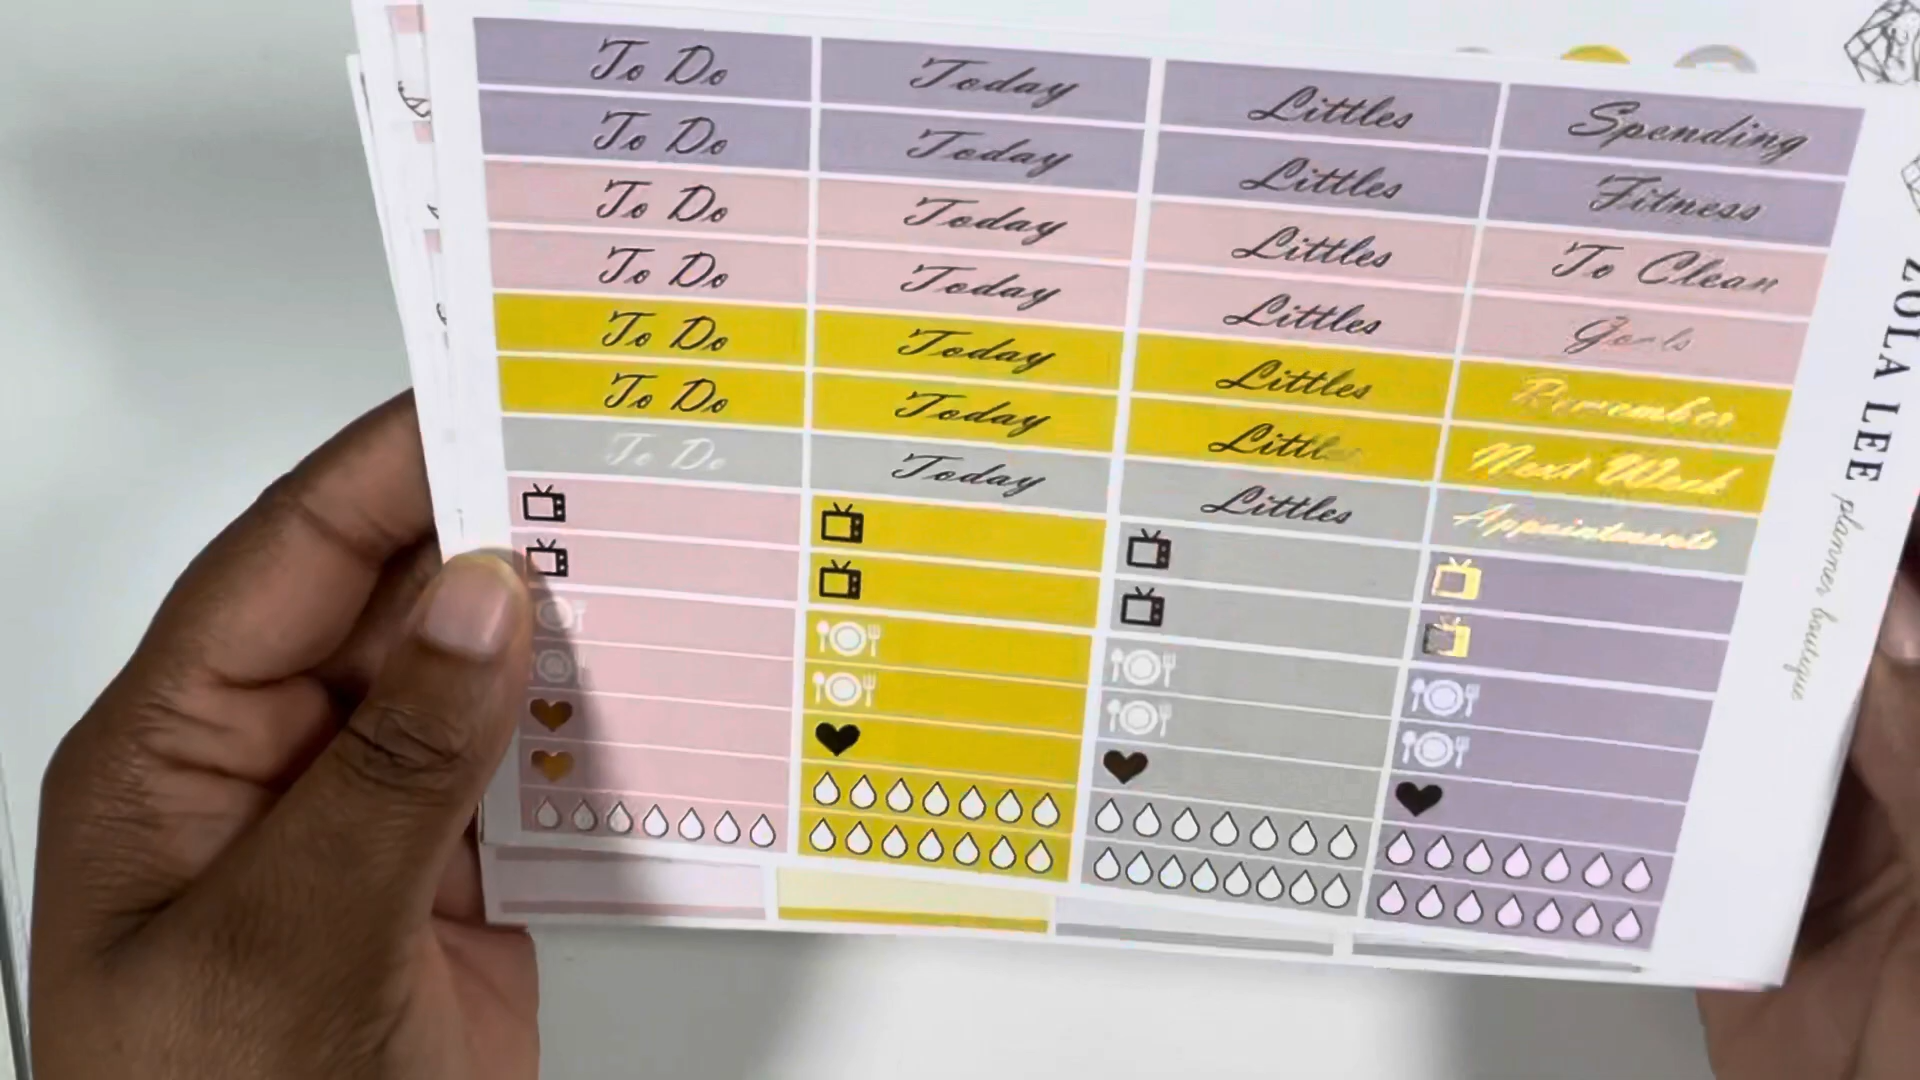 To Do Today Littles Spending
To Do Today Littles Fitness
To Do Today Littles To Clean
To Do Today Littles Goals
To Do Today Littles Remember
To Do Today Littles Next Week
To Do Today Littles Appointments
ZOLA LEE planner boutique